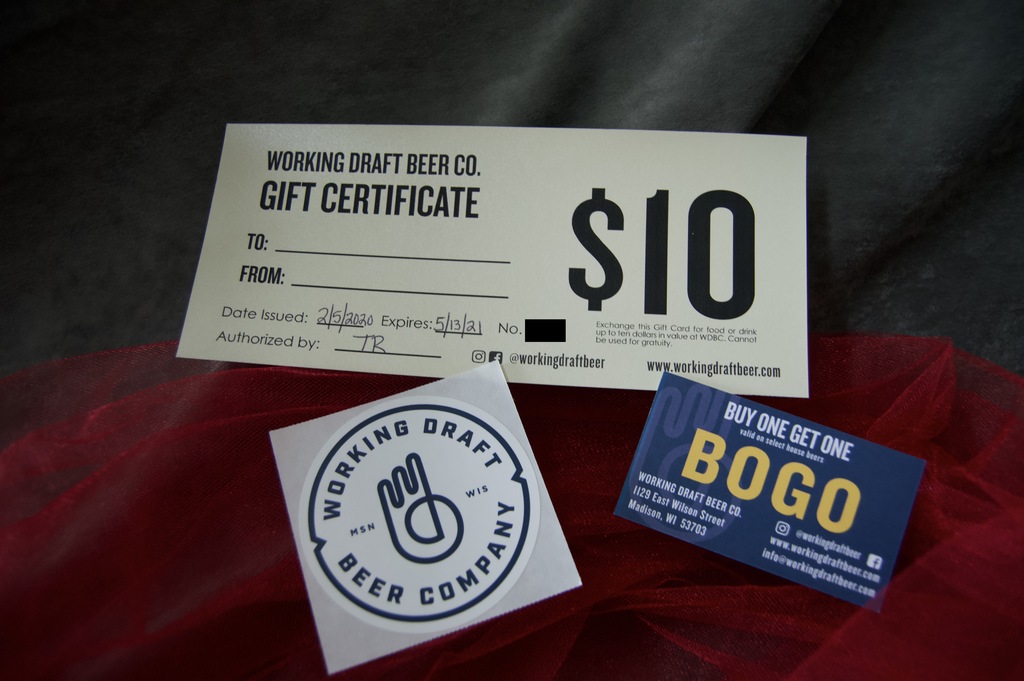 WORKING DRAFT BEER CO.
GIFT CERTIFICATE
$10
TO:
FROM:
Date Issued: 2/5/2020 Expires: 5/13/21 No.
Authorized by: TR
Exchange this Gift Card for food or drink
up to ten dollars in value at WDBC. Cannot
be used for gratuity.
@workingdraftbeer
www.workingdraftbeer.com
WORKING DRAFT
MSN WIS
BEER COMPANY
BUY ONE GET ONE
valid on select house beers
BOGO
WORKING DRAFT BEER CO.
1129 East Wilson Street
Madison, WI 53703
@workingdraftbeer
www.workingdraftbeer.com
info@workingdraftbeer.com